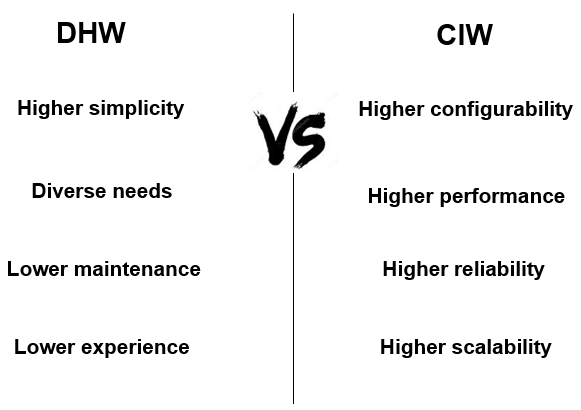 DHW
CIW
VS
Higher simplicity
Higher configurability
Diverse needs
Higher performance
Lower maintenance
Higher reliability
Lower experience
Higher scalability